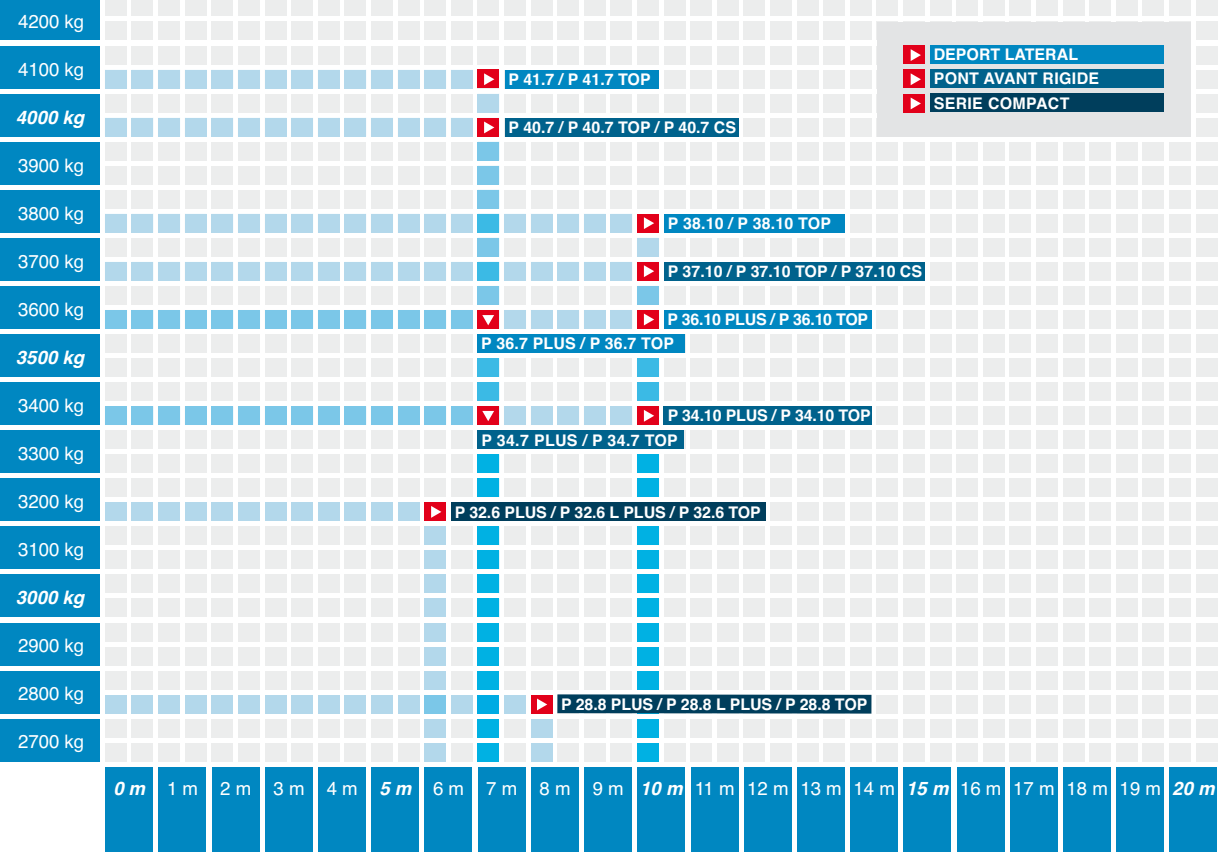 4200 kg
DEPORT LATERAL
4100 kg
P 41.7 / P 41.7 TOP
PONT AVANT RIGIDE
SERIE COMPACT
4000 kg
P 40.7 / P 40.7 TOP / P 40.7 CS
3900 kg
3800 kg
P 38.10 / P 38.10 TOP
3700 kg
P 37.10 / P 37.10 TOP / P 37.10 CS
3600 kg
P 36.10 PLUS / P 36.10 TOP
P 36.7 PLUS / P 36.7 TOP
3500 kg
3400 kg
P 34.10 PLUS / P 34.10 TOP
P 34.7 PLUS / P 34.7 TOP
3300 kg
3200 kg
P 32.6 PLUS / P 32.6 L PLUS / P 32.6 TOP
3100 kg
3000 kg
2900 kg
2800 kg
P 28.8 PLUS / P 28.8 L PLUS / P 28.8 TOP
2700 kg
0 m 1 m 2 m 3 m 4 m 5 m 6 m 7 m 8 m 9 m 10 m 11 m 12 m 13 m 14 m 15 m 16 m 17 m 18 m 19 m 20 m